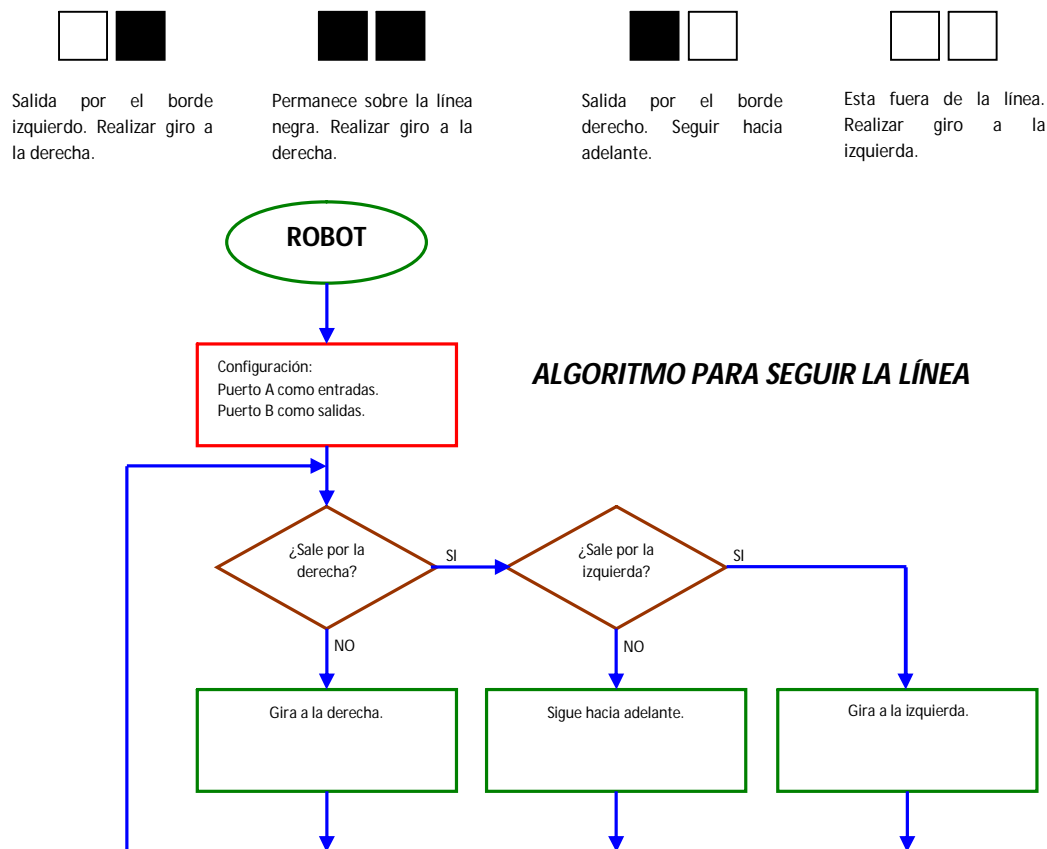 Salida por el borde
izquierdo. Realizar giro a
la derecha.
Permanece sobre la línea
negra. Realizar giro a la
derecha.
Salida por el borde
derecho. Seguir hacia
adelante.
Esta fuera de la línea.
Realizar giro a la
izquierda.
ROBOT
Configuración:
Puerto A como entradas.
Puerto B como salidas.
ALGORITMO PARA SEGUIR LA LÍNEA
¿Sale por la
derecha?
SI
¿Sale por la
izquierda?
SI
NO
NO
Gira a la derecha.
Sigue hacia adelante.
Gira a la izquierda.